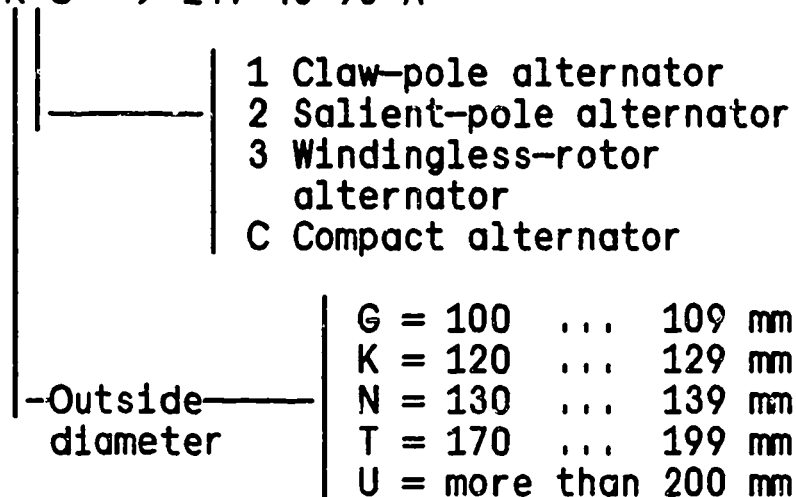 1 Claw-pole alternator
2 Salient-pole alternator
3 Windingless-rotor
alternator
C Compact alternator
G = 100 ... 109 mm
K = 120 ... 129 mm
-Outside N = 130 ... 139 mm
diameter T = 170 ... 199 mm
U = more than 200 mm